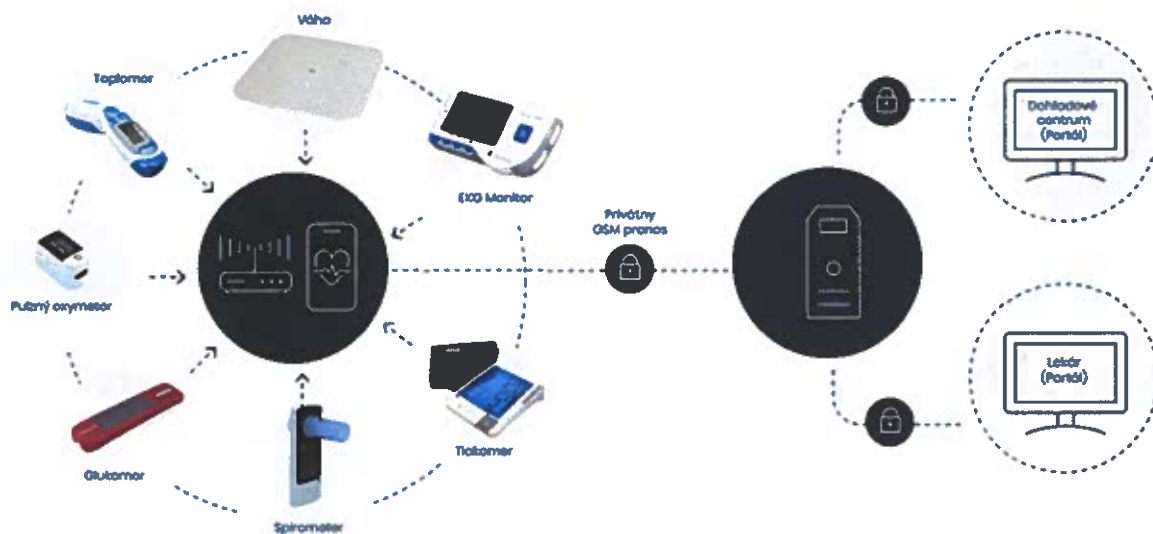 Váha
Teplomer
EKG Monitor
Pulzný oxymeter
Privátny
GSM prenos
Dohľadové
centrum
(Portál)
Lekár
(Portál)
Glukomer
Tlakomer
Spirometer